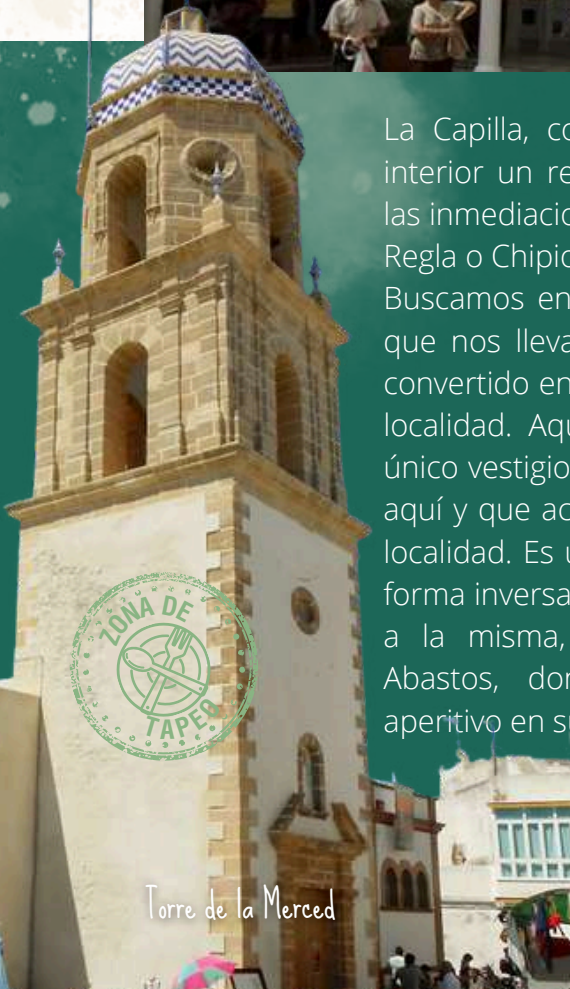 La Capilla, co
interior un re
las inmediacio
Regla o Chipio
Buscamos en
que nos lleva
convertido en
localidad. Aqu
único vestigio
aquí y que ac
localidad. Es u
forma inversa
a la misma,
Abastos, don
aperitivo en su
ZONA DE
TAPEO
Torre de la Merced